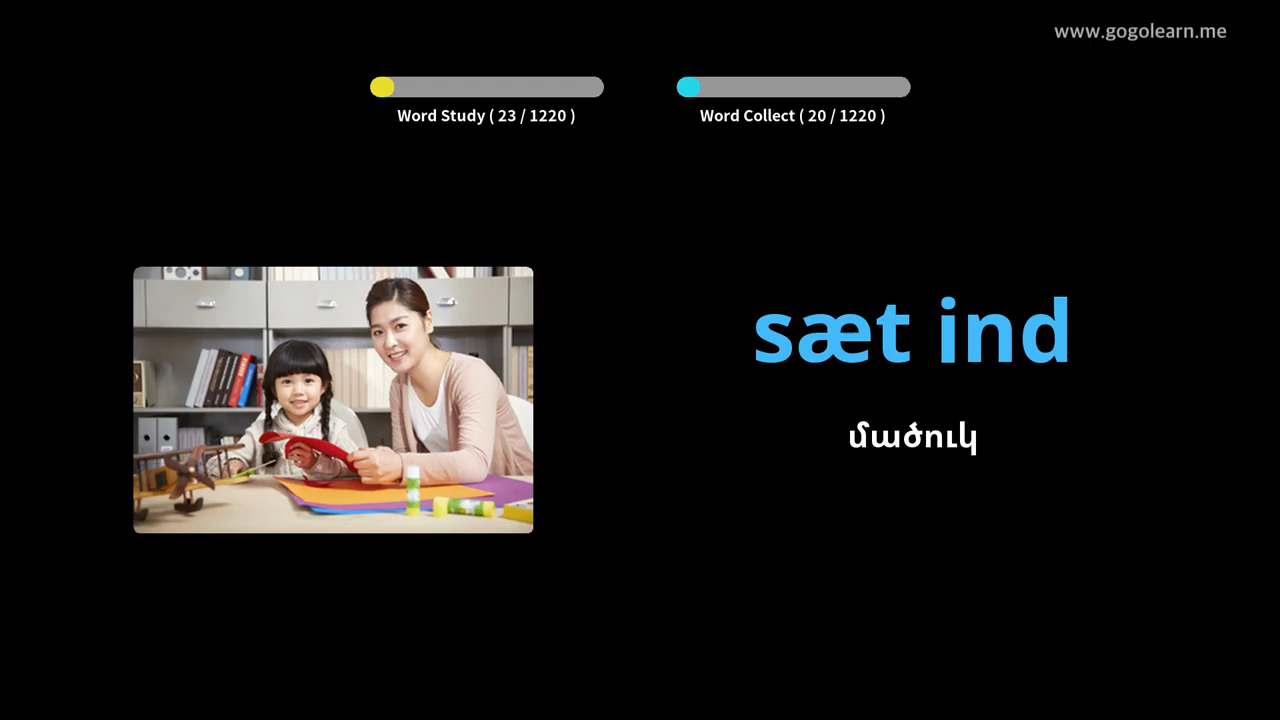 www.gogolearn.me
Word Study ( 23 / 1220 )
Word Collect ( 20 / 1220 )
sæt ind
մածուկ